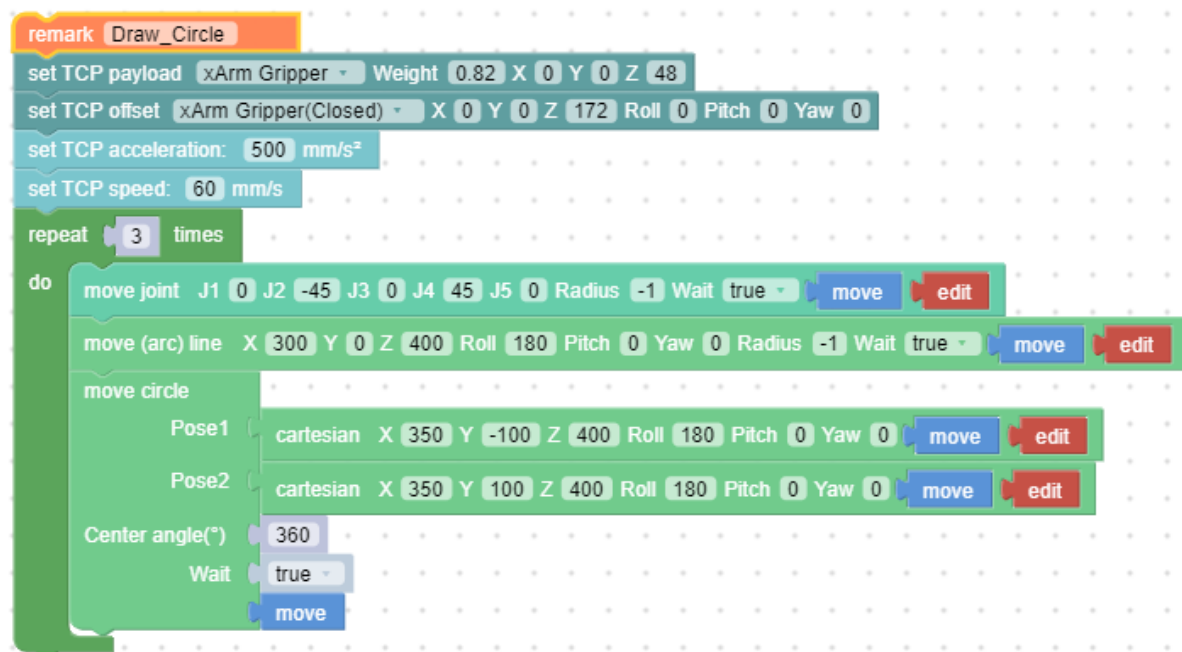 remark Draw_Circle
set TCP payload xArm Gripper Weight 0.82 X 0 Y 0 Z 48
set TCP offset xArm Gripper(Closed) X 0 Y 0 Z 172 Roll 0 Pitch 0 Yaw 0
set TCP acceleration: 500 mm/s²
set TCP speed: 60 mm/s
repeat 3 times
do
move joint J1 0 J2 -45 J3 0 J4 45 J5 0 Radius -1 Wait true move edit
move (arc) line X 300 Y 0 Z 400 Roll 180 Pitch 0 Yaw 0 Radius -1 Wait true move edit
move circle
Pose1 cartesian X 350 Y -100 Z 400 Roll 180 Pitch 0 Yaw 0 move edit
Pose2 cartesian X 350 Y 100 Z 400 Roll 180 Pitch 0 Yaw 0 move edit
Center angle(°) 360
Wait true
move